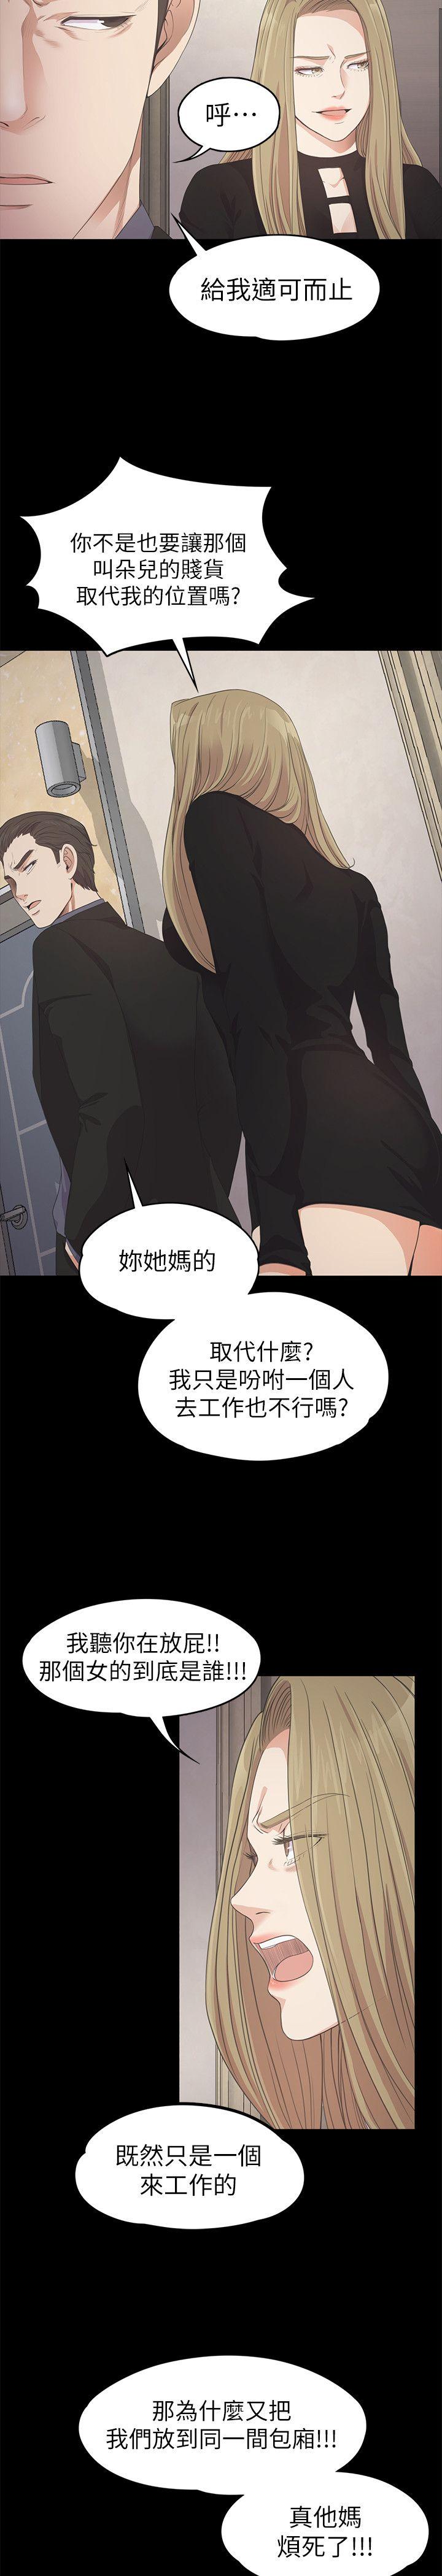 呼⋯
給我適可而止
你不是也要讓那個
叫朵兒的賤貨
取代我的位置嗎?
妳她媽的
取代什麼?
我只是吩咐一個人
去工作也不行嗎?
我聽你在放屁!!
那個女的到底是誰!!!
既然只是一個
來工作的
那為什麼又把
我們放到同一間包廂!!!
真他媽
煩死了!!!